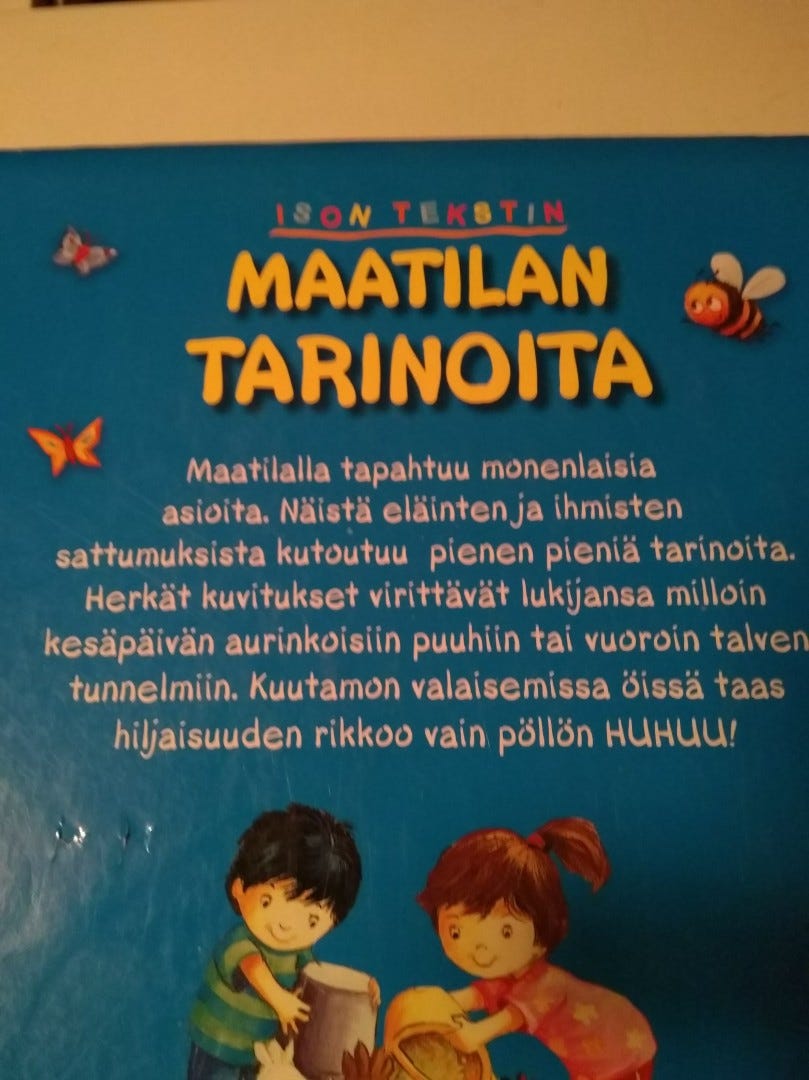 ISON TEKSTIN
MAATILAN
TARINOITA
Maatilalla tapahtuu monenlaisia
asioita. Näistä eläinten ja ihmisten
sattumuksista kutoutuu pienen pieniä tarinoita.
Herkät kuvitukset virittävät lukijansa milloin
kesäpäivän aurinkoisiin puuhiin tai vuoroin talven
tunnelmiin. Kuutamon valaisemissa öissä taas
hiljaisuuden rikkoo vain pöllön HUHUU!